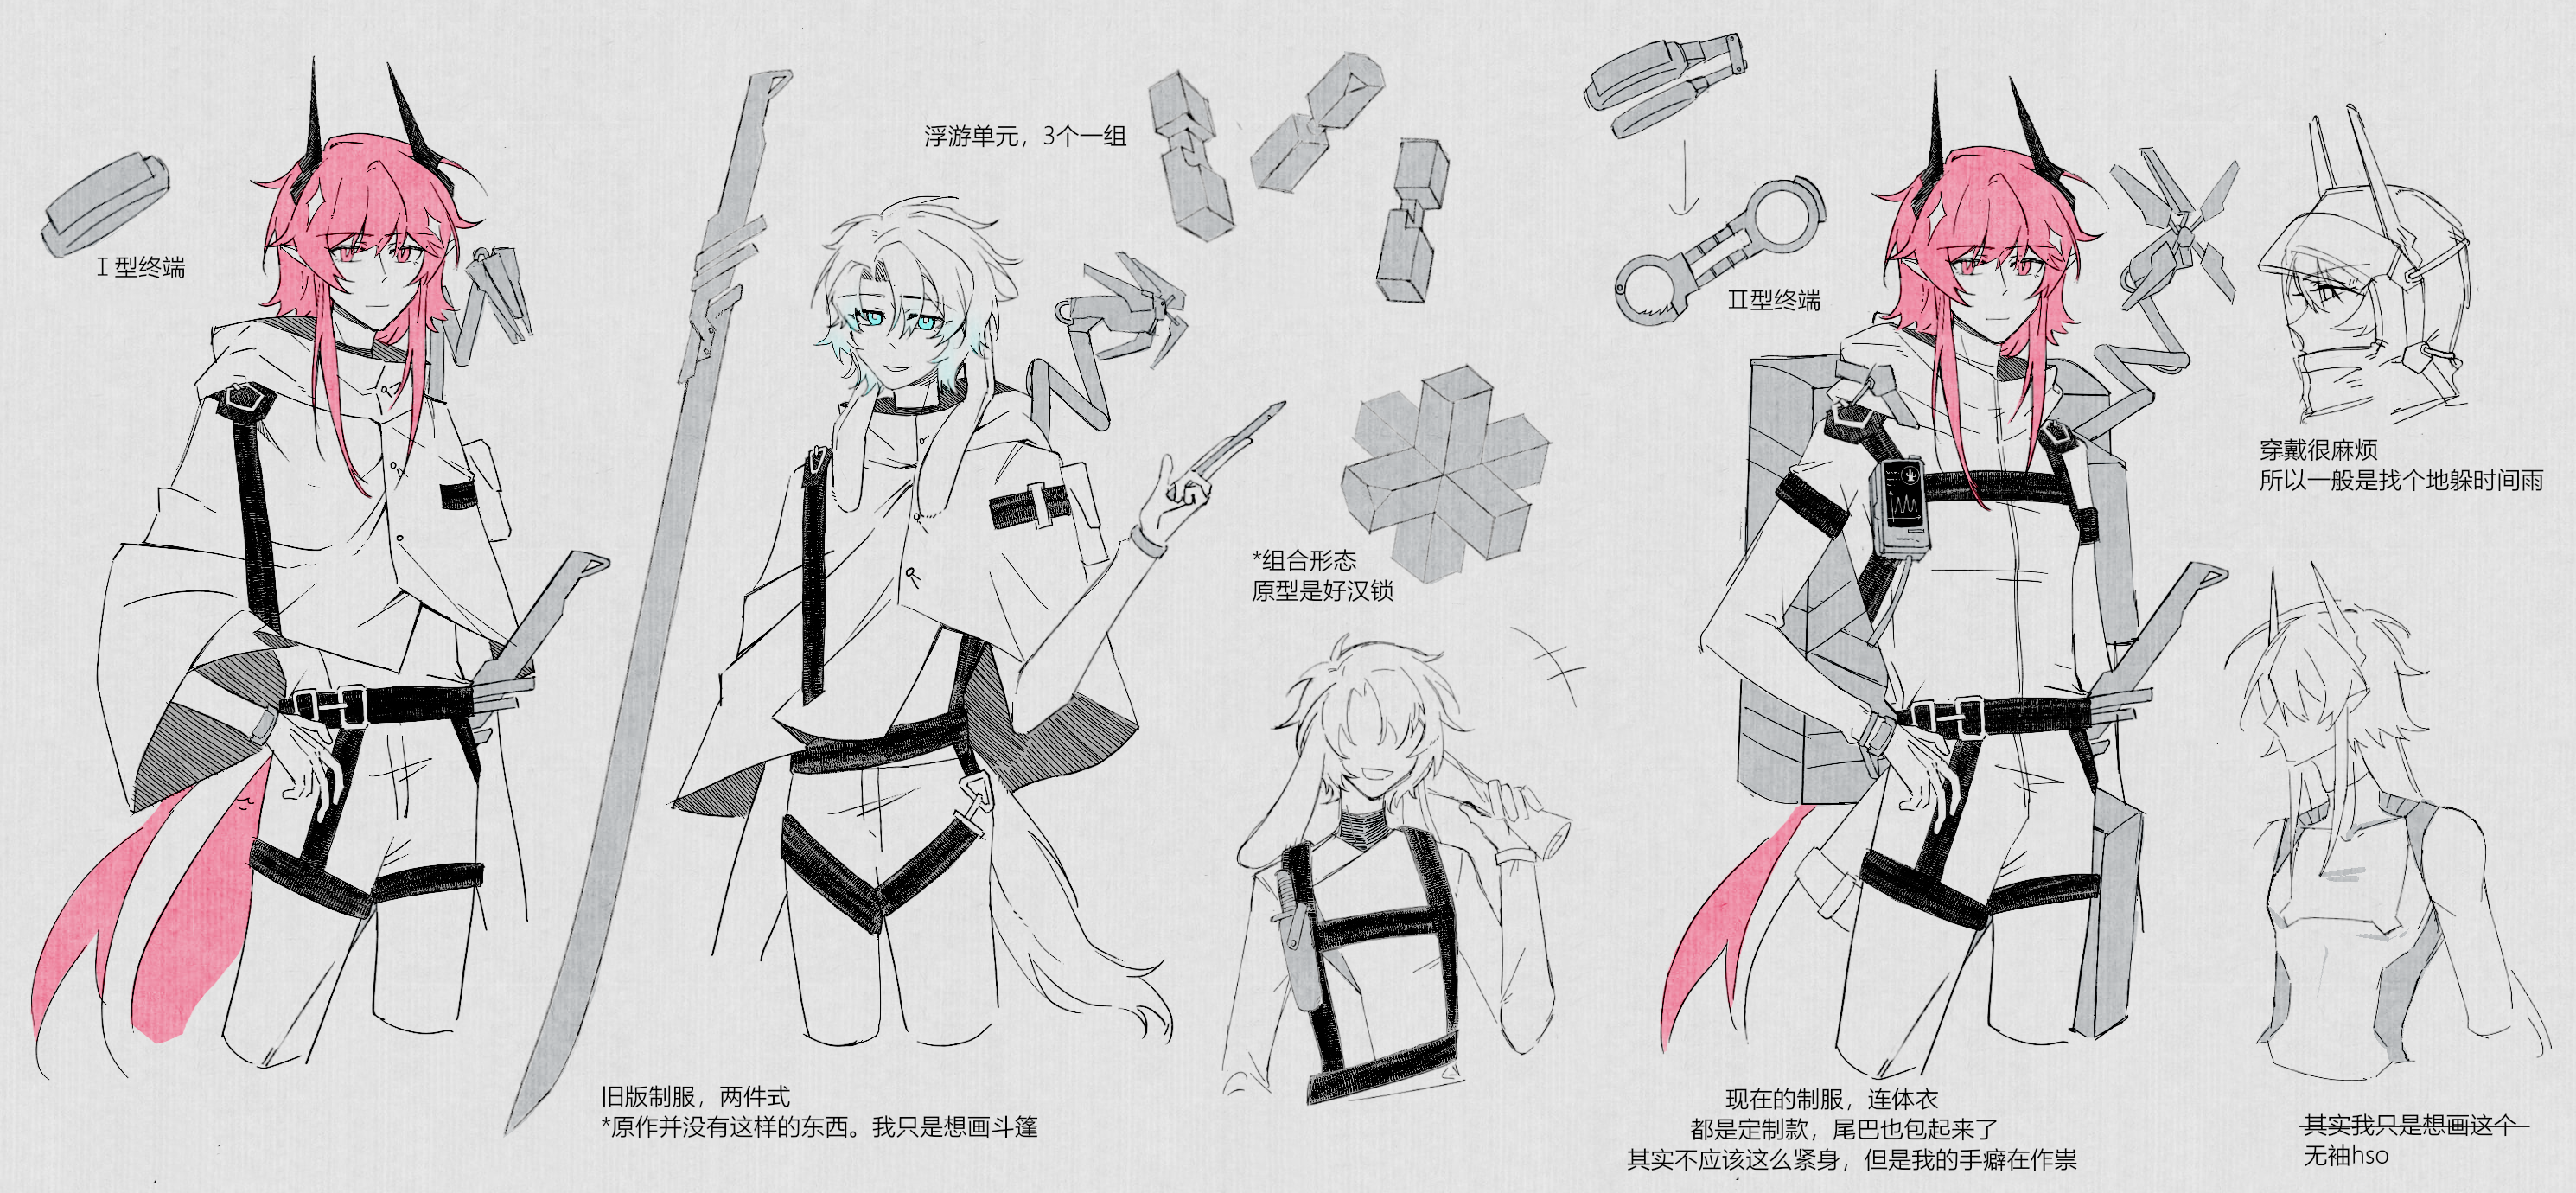 Ⅰ型终端
浮游单元，3个一组
*组合形态
原型是好汉锁
旧版制服，两件式
*原作并没有这样的东西。我只是想画斗篷
Ⅱ型终端
穿戴很麻烦
所以一般是找个地躲时间雨
现在的制服，连体衣
都是定制款，尾巴也包起来了
其实不应该这么紧身，但是我的手癖在作祟
其实我只是想画这个
无袖hso